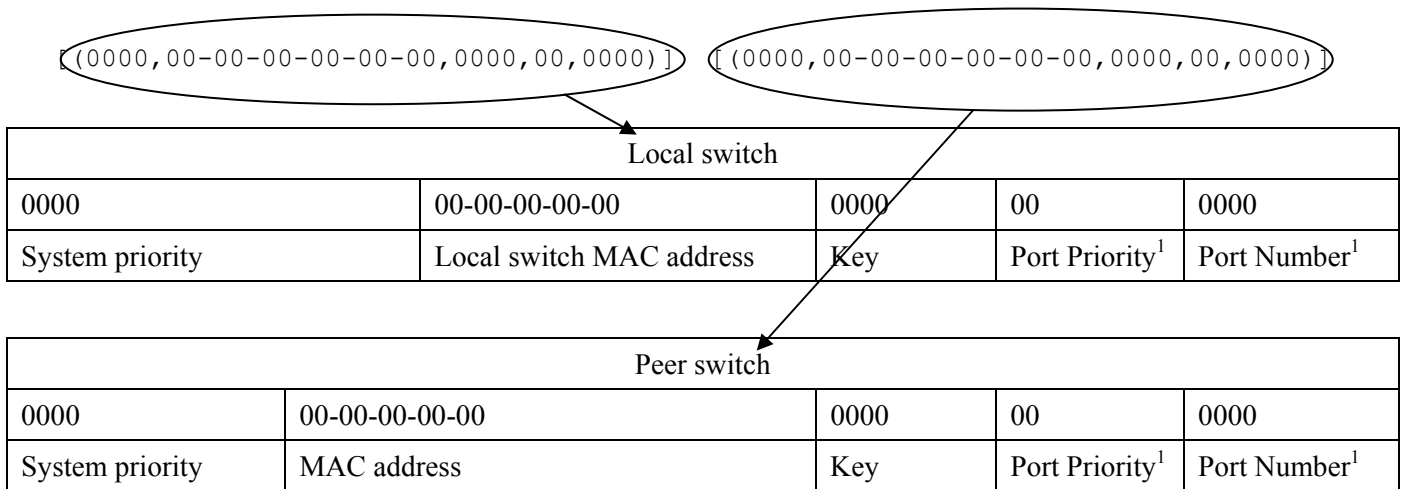 [(0000,00-00-00-00-00-00,0000,00,0000)] [(0000,00-00-00-00-00-00,0000,00,0000)]
Local switch
0000 00-00-00-00-00 0000 00 0000
System priority Local switch MAC address Key Port Priority1 Port Number1
Peer switch
0000 00-00-00-00-00 0000 00 0000
System priority MAC address Key Port Priority1 Port Number1